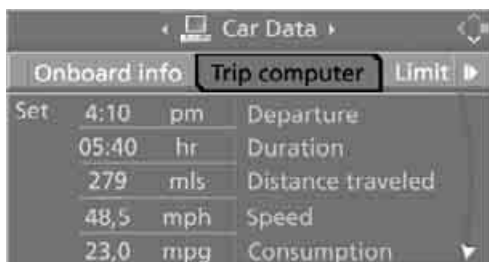 Car Data
Onboard info Trip computer Limit
Set 4:10 pm Departure
05:40 hr Duration
279 mls Distance traveled
48,5 mph Speed
23,0 mpg Consumption